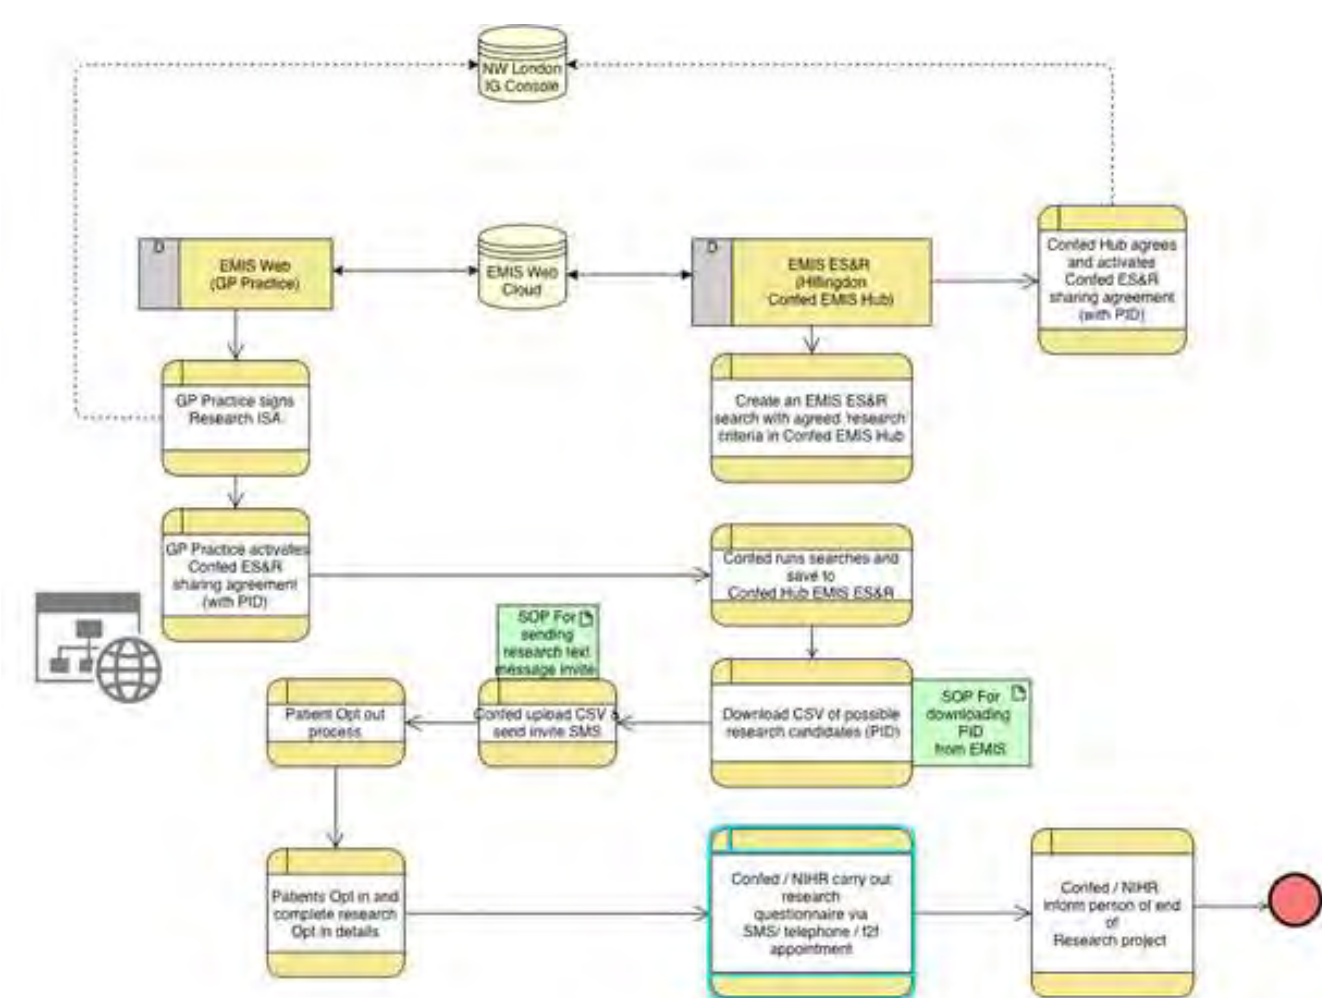 NW London
IG Console
D
EMIS Web
(GP Practice)
EMIS Web
Cloud
D
EMIS ES&R
(Hillingdon
Confed EMIS Hub)
Confed Hub agrees
and activates
Confed ES&R
sharing agreement
(with PID)
GP Practice signs
Research ISA
Create an EMIS ES&R
search with agreed research
criteria in Confed EMIS Hub
GP Practice activates
Confed ES&R
sharing agreement
(with PID)
Confed runs searches and
save to
Confed Hub EMIS ES&R
SOP For
sending
research text
message invite
Patient Opt out
process
Confed upload CSV &
send invite SMS
Download CSV of possible
research candidates (PID)
SOP For
downloading
PID
from EMIS
Patients Opt in and
complete research
Opt In details
Confed / NIHR carry out
research
questionnaire via
SMS/ telephone / f2f
appointment
Confed / NIHR
inform person of end
of
Research project